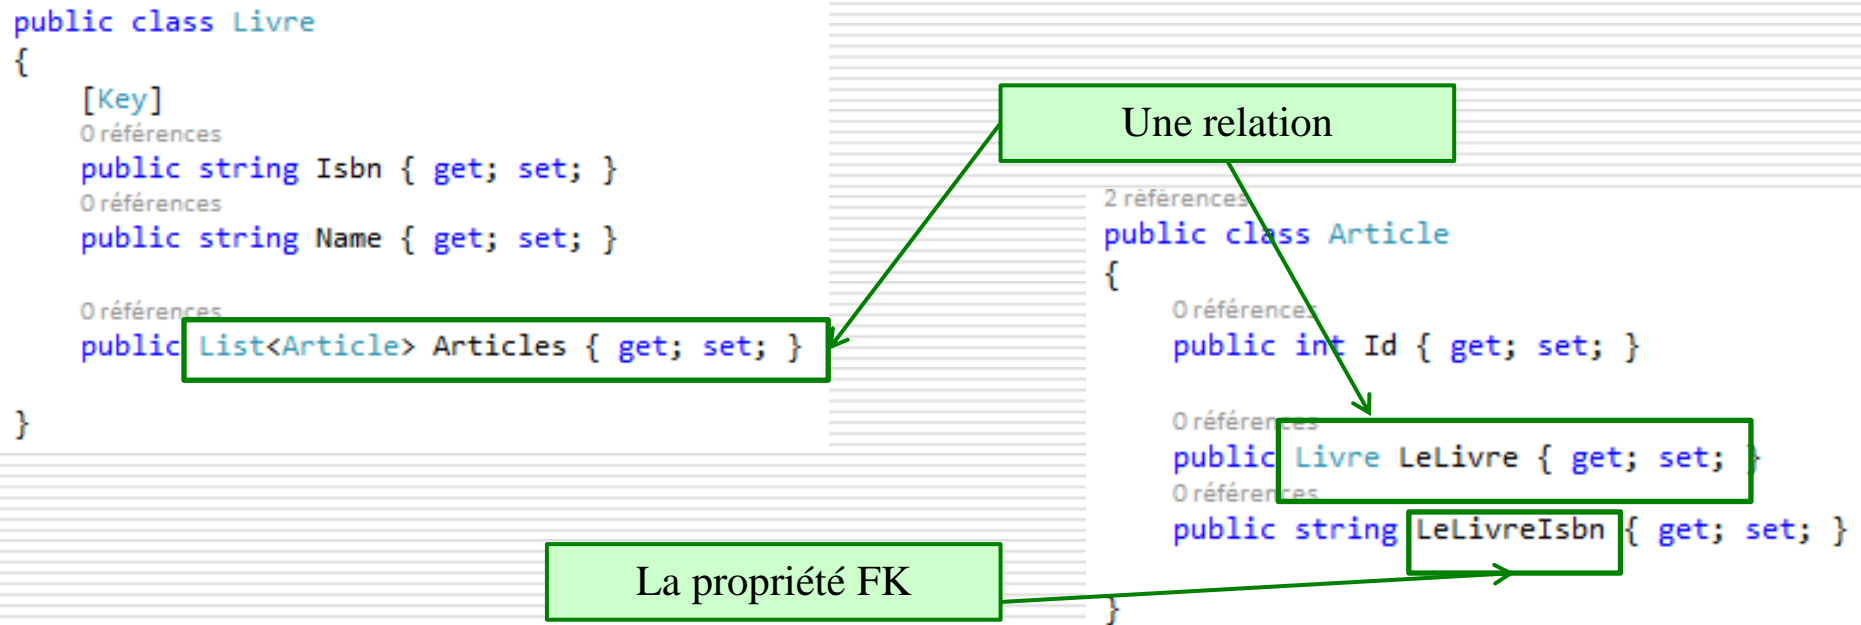 public class Livre
{
[Key]
0 références
public string Isbn { get; set; }
0 références
public string Name { get; set; }
0 références
public List<Article> Articles { get; set; }
}
Une relation
2 références
public class Article
{
0 références
public int Id { get; set; }
0 références
public Livre LeLivre { get; set; }
0 références
public string LeLivreIsbn { get; set; }
}
La propriété FK